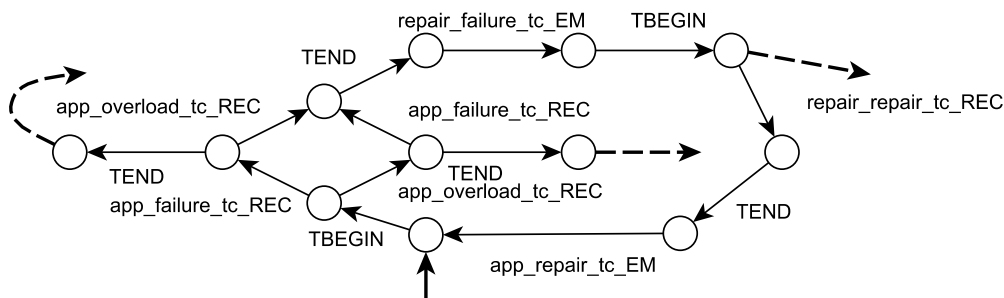 repair_failure_tc_EM
TBEGIN
TEND
app_overload_tc_REC
app_failure_tc_REC
repair_repair_tc_REC
TEND
TEND
app_failure_tc_REC
app_overload_tc_REC
TEND
TBEGIN
app_repair_tc_EM